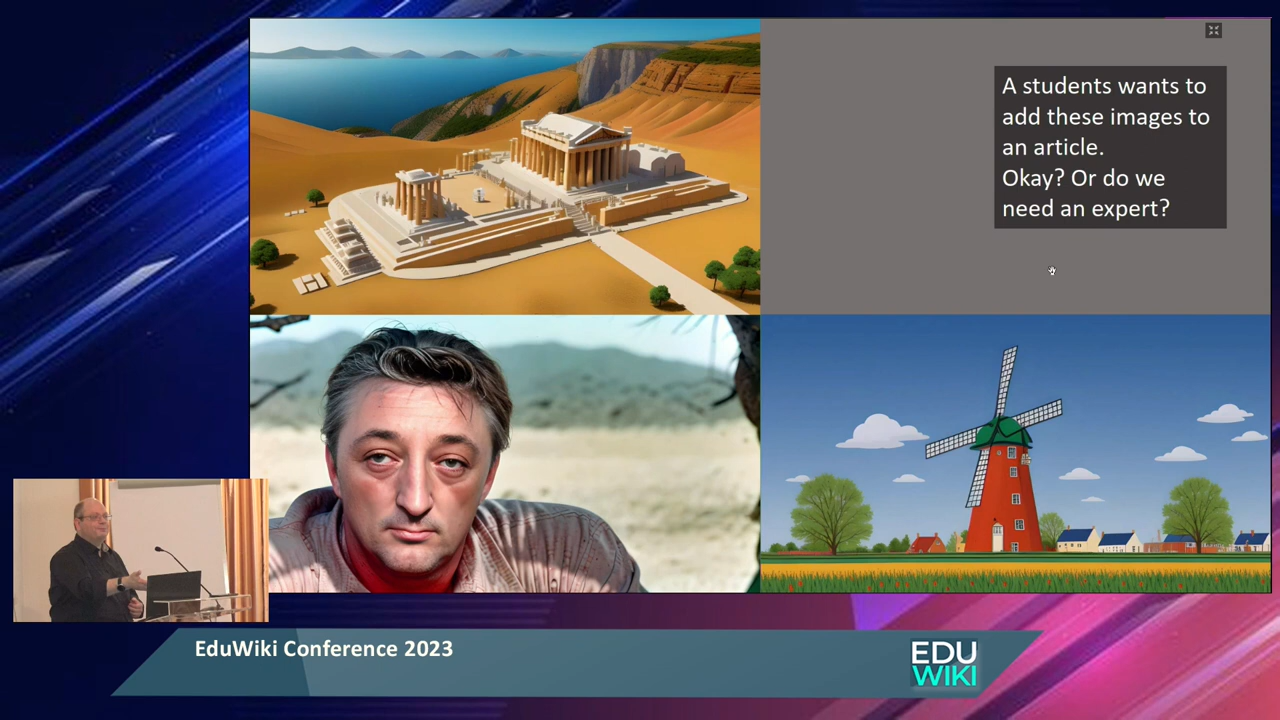 A students wants to
add these images to
an article.
Okay? Or do we
need an expert?
EduWiki Conference 2023
EDU
WIKI